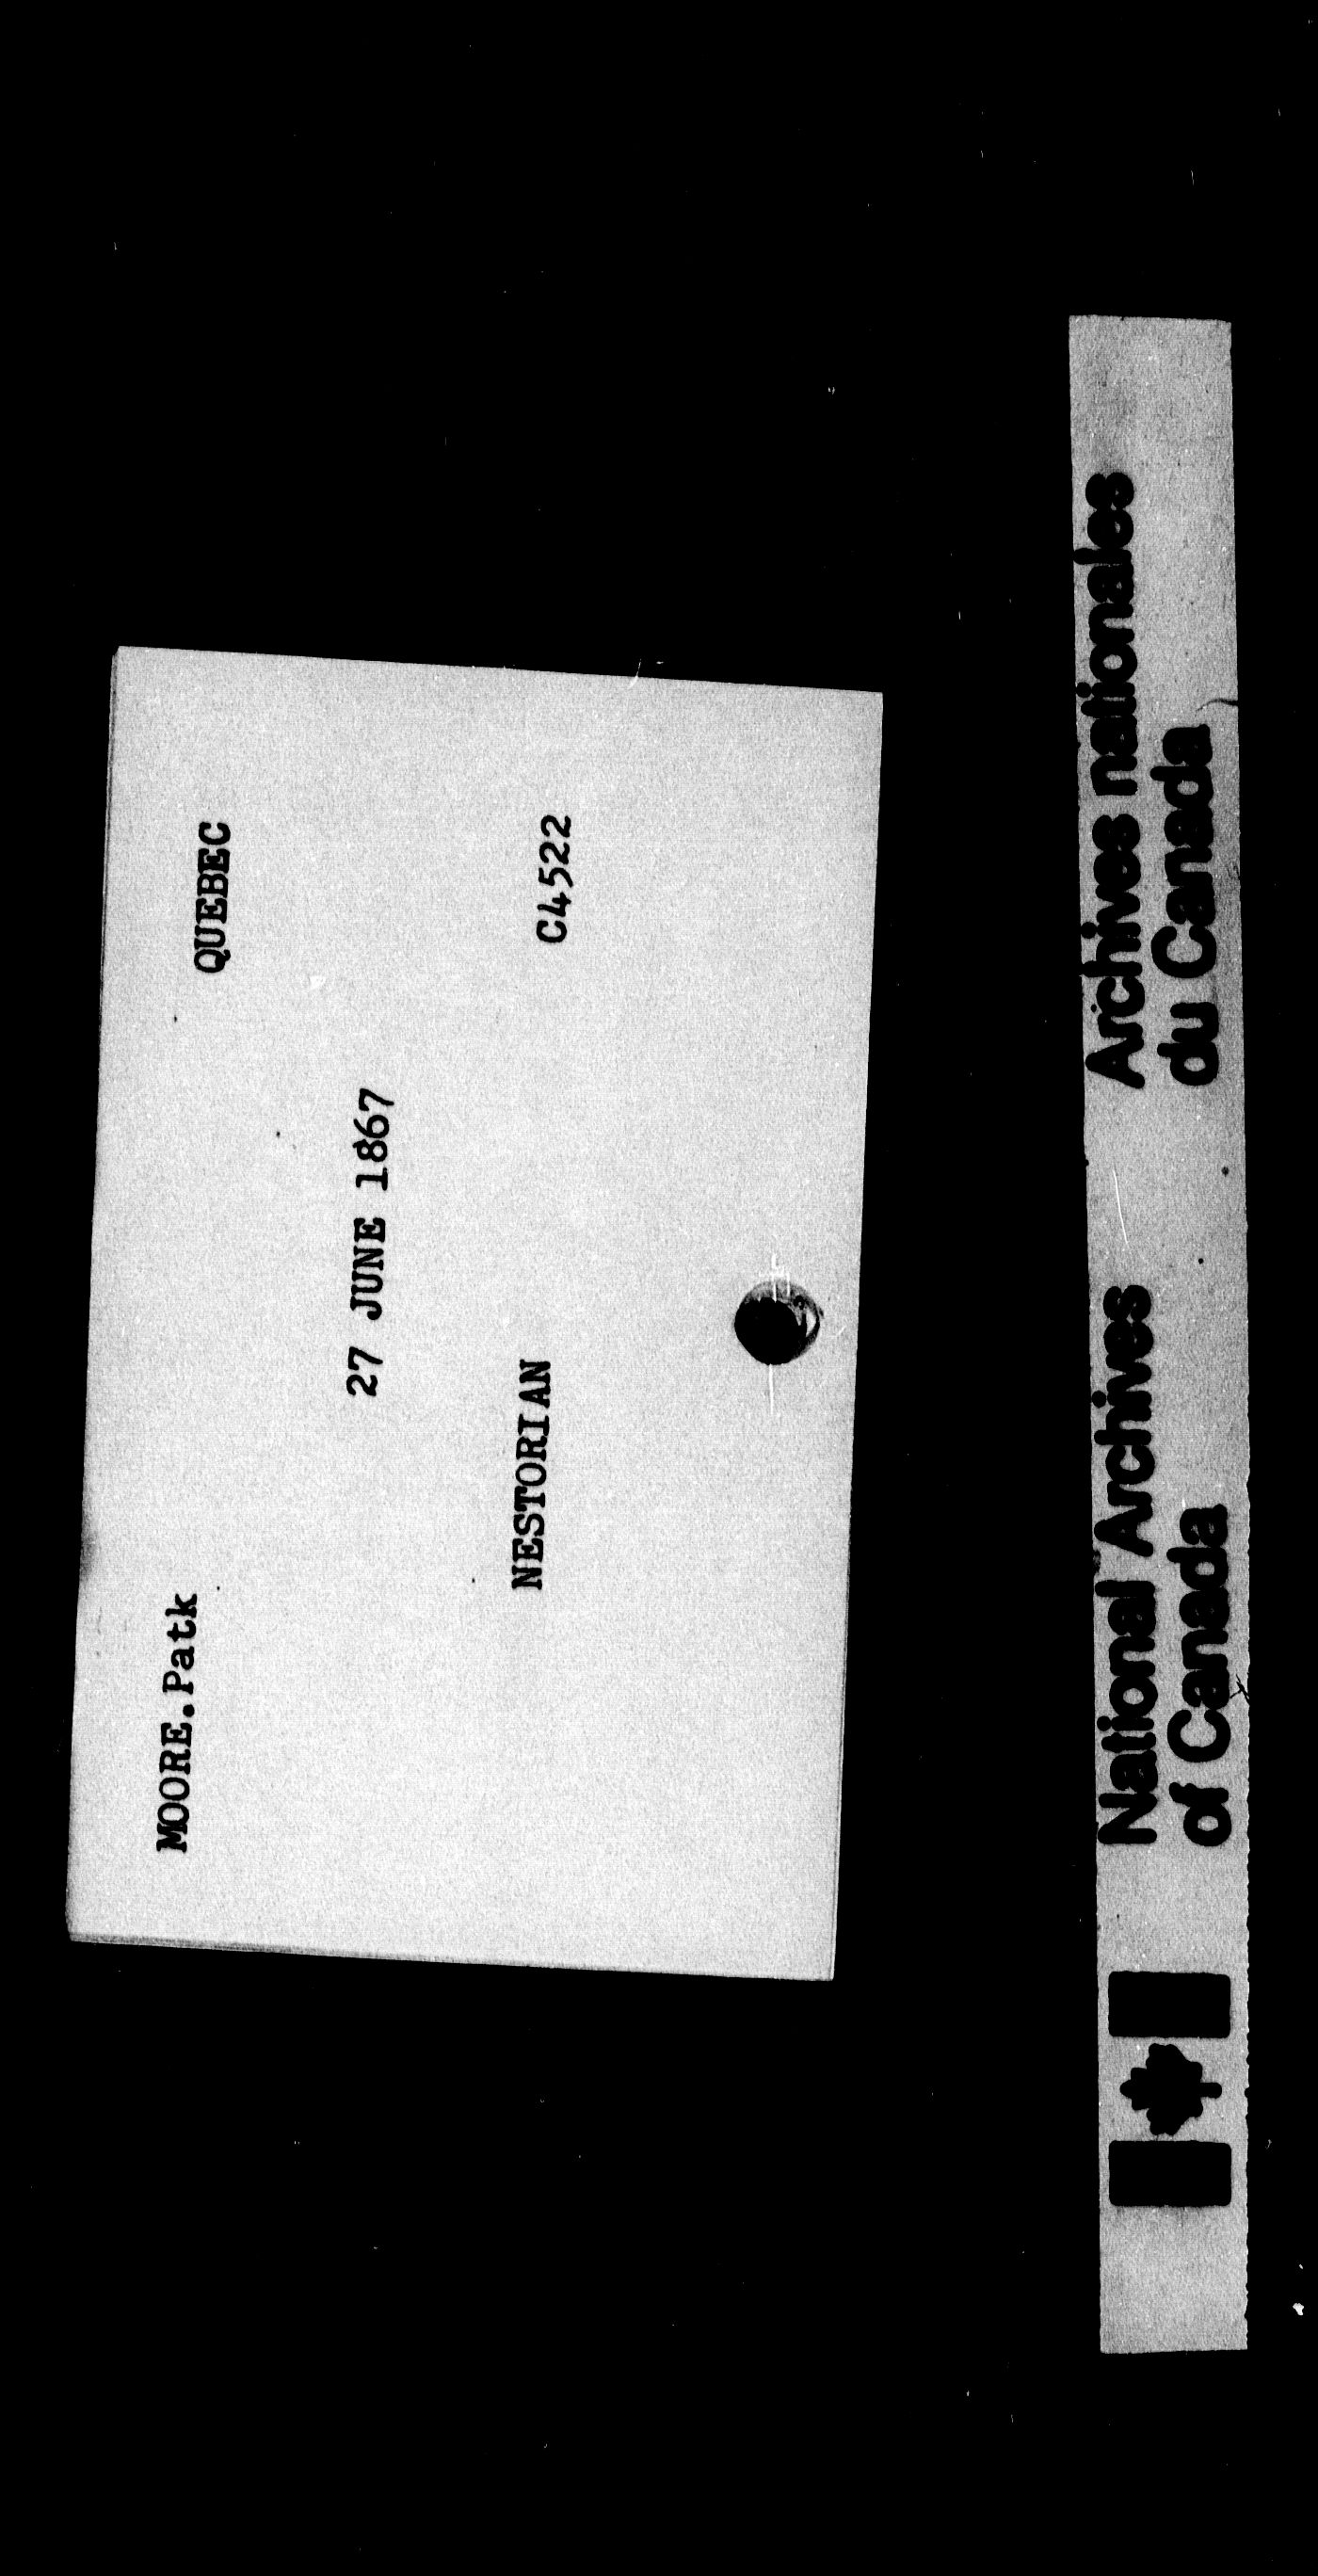 MOORE.Patk QUEBEC
27 JUNE 1867
NESTORIAN C4522
National Archives
of Canada
Archives nationales
du Canada